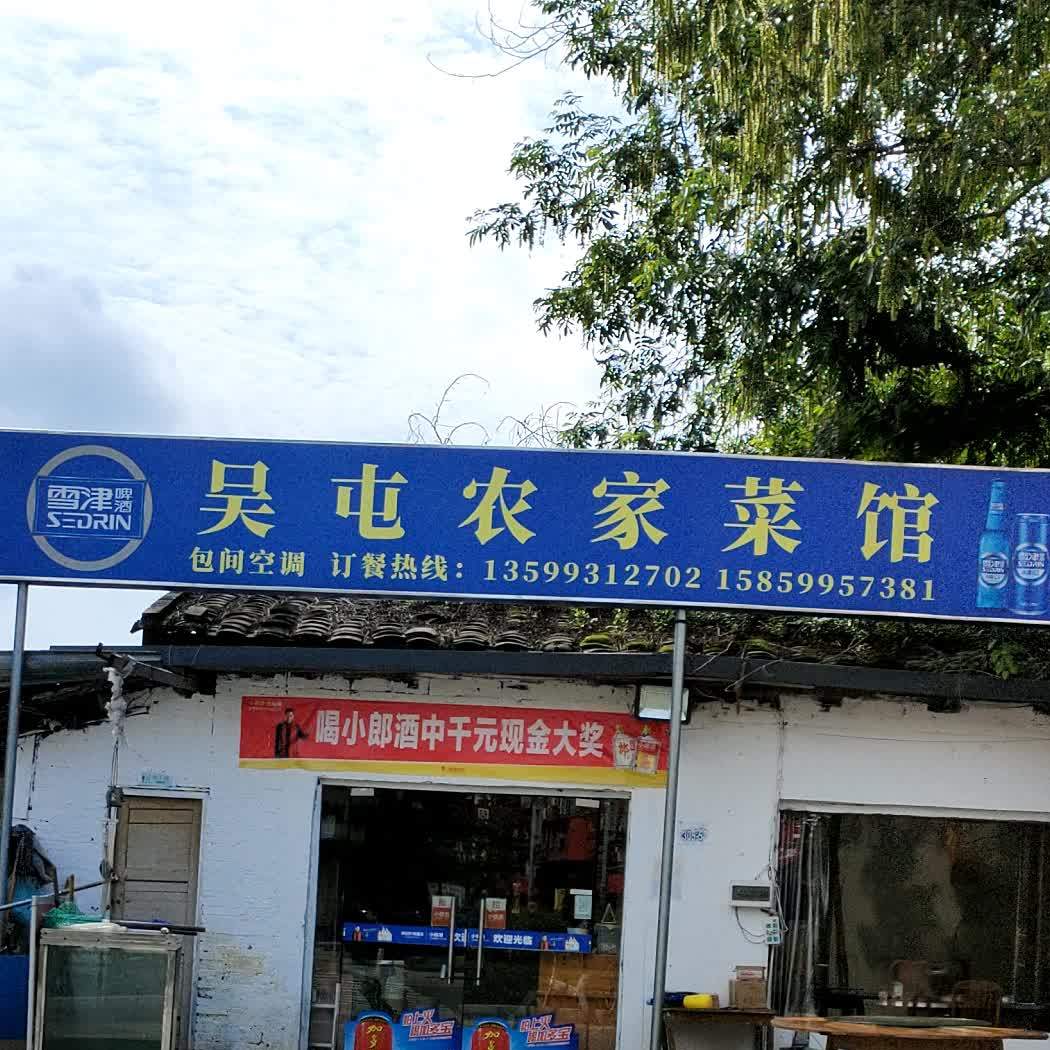 雪津啤酒
SEDRIN
吴屯农家菜馆
包间空调 订餐热线：13599312702 15859957381
喝小郎酒中千元现金大奖
欢迎光临